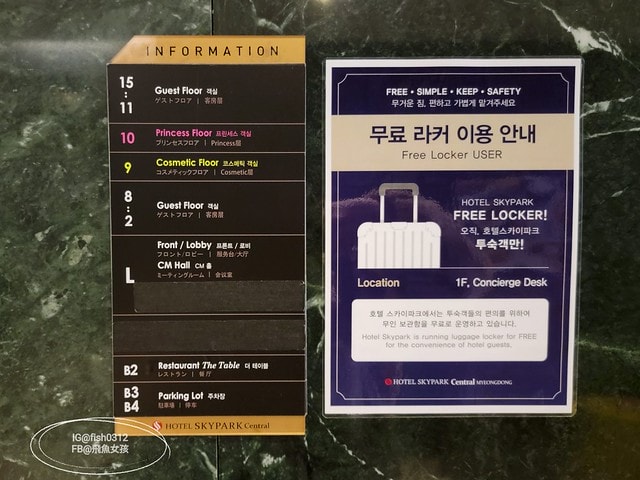 INFORMATION
15
:
11
Guest Floor 객실
ゲストフロア | 客房层
10
Princess Floor 프린세스 객실
プリンセスフロア | Princess层
9
Cosmetic Floor 코스메틱 객실
コスメティックフロア | Cosmetic层
8
:
2
Guest Floor 객실
ゲストフロア | 客房层
L
Front / Lobby 프론트 / 로비
フロント/ロビー | 服务台/大厅
CM Hall CM 홀
ミーティングルーム | 会议室
B2
Restaurant The Table 더 테이블
レストラン | 餐厅
B3
B4
Parking Lot 주차장
駐車場 | 停车
HOTEL SKYPARK Central
FREE · SIMPLE · KEEP · SAFETY
무거운 짐, 편하고 가볍게 맡겨주세요
무료 라커 이용 안내
Free Locker USER
HOTEL SKYPARK
FREE LOCKER!
오직, 호텔스카이파크
투숙객만!
Location
1F, Concierge Desk
호텔 스카이파크에서는 투숙객들의 편의를 위하여
무인 보관함을 무료로 운영하고 있습니다.
Hotel Skypark is running luggage locker for FREE
for the convenience of hotel guests.
HOTEL SKYPARK Central MYEONGDONG
IG@fish0312
FB@飛魚女孩